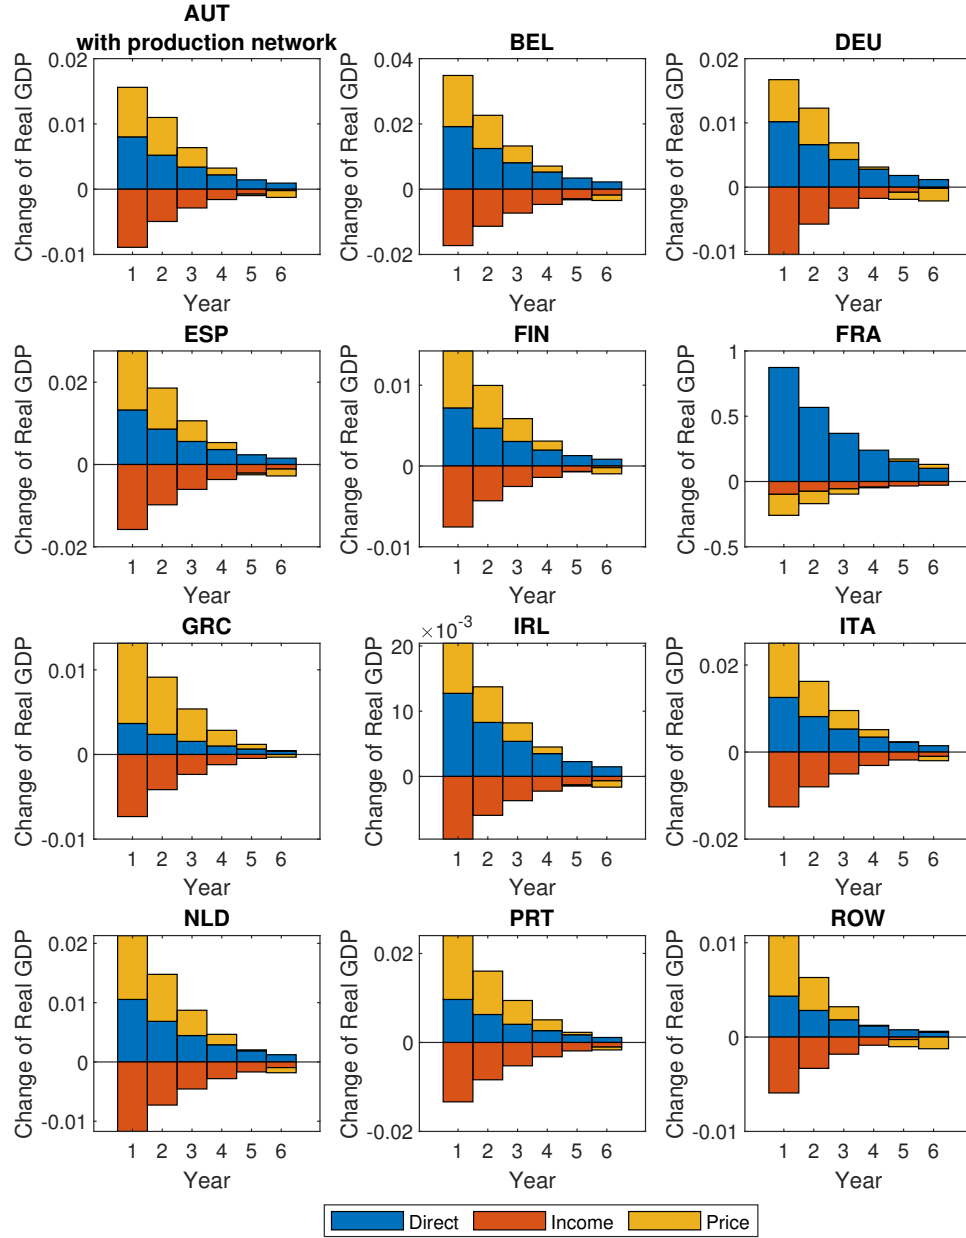 AUT
with production network
BEL
DEU
0.02
0.01
0
-0.01
Change of Real GDP
1 2 3 4 5 6
Year
0.04
0.02
0
-0.02
Change of Real GDP
1 2 3 4 5 6
Year
0.02
0.01
0
-0.01
Change of Real GDP
1 2 3 4 5 6
Year
ESP
FIN
FRA
0.02
0
-0.02
Change of Real GDP
1 2 3 4 5 6
Year
0.01
0
-0.01
Change of Real GDP
1 2 3 4 5 6
Year
1
0.5
0
-0.5
Change of Real GDP
1 2 3 4 5 6
Year
GRC
IRL
ITA
0.01
0
-0.01
Change of Real GDP
1 2 3 4 5 6
Year
×10^-3
20
10
0
Change of Real GDP
1 2 3 4 5 6
Year
0.02
0
-0.02
Change of Real GDP
1 2 3 4 5 6
Year
NLD
PRT
ROW
0.02
0.01
0
-0.01
Change of Real GDP
1 2 3 4 5 6
Year
0.02
0
-0.02
Change of Real GDP
1 2 3 4 5 6
Year
0.01
0
-0.01
Change of Real GDP
1 2 3 4 5 6
Year
Direct Income Price